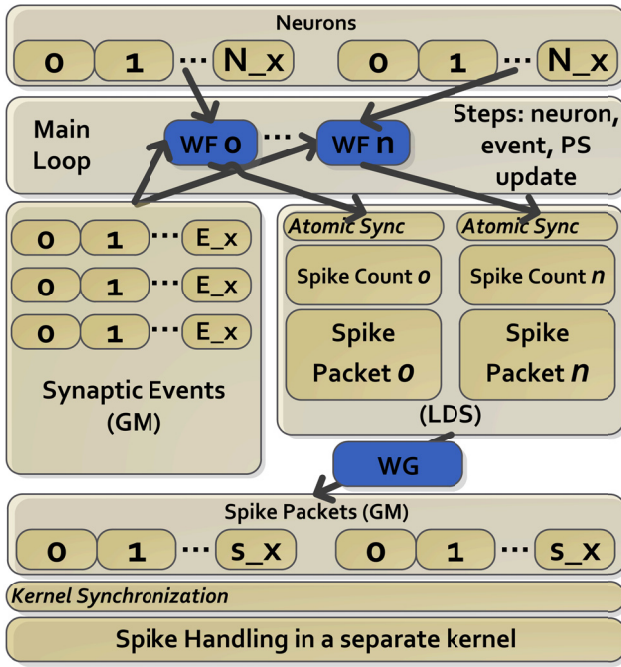 Neurons
0 1 ... N_x 0 1 ... N_x
Main
Loop
WF 0 ... WF n
Steps: neuron,
event, PS
update
0 1 ... E_x
0 1 ... E_x
0 1 ... E_x
Synaptic Events
(GM)
Atomic Sync Atomic Sync
Spike Count 0 Spike Count n
Spike
Packet 0
Spike
Packet n
(LDS)
WG
Spike Packets (GM)
0 1 ... s_x 0 1 ... s_x
Kernel Synchronization
Spike Handling in a separate kernel